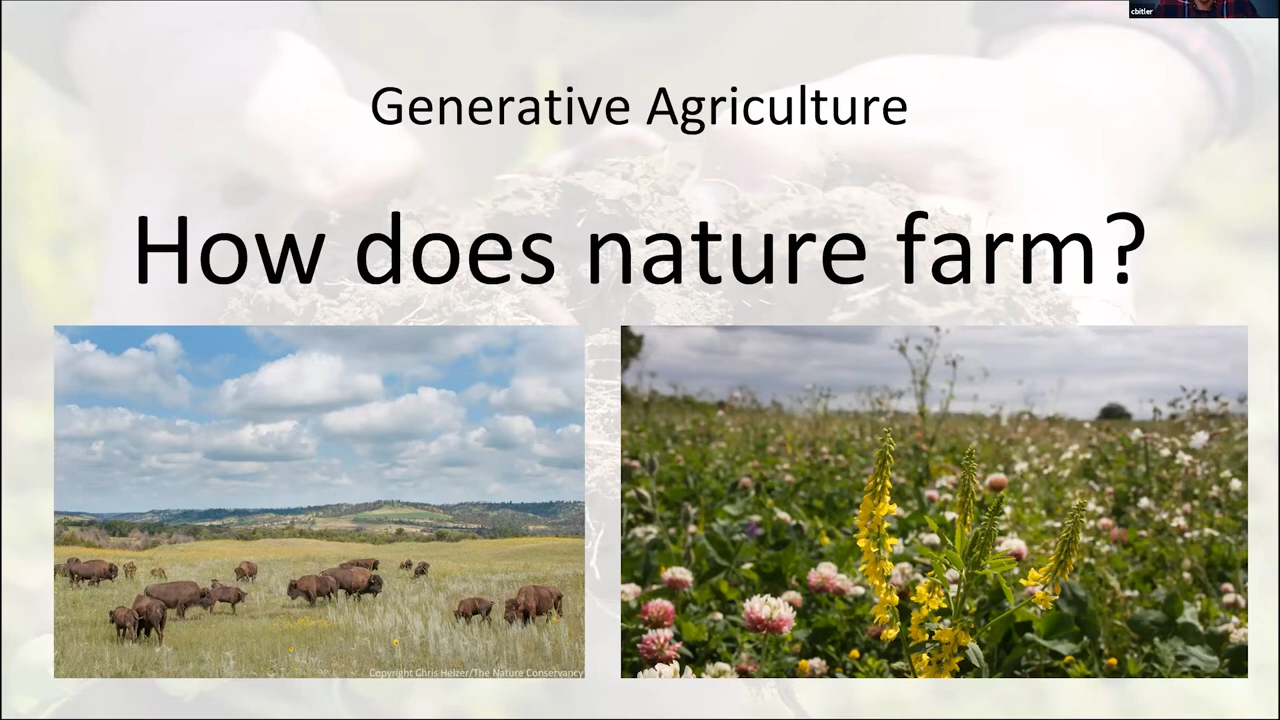 cbitler
Generative Agriculture
How does nature farm?
Copyright Chris Helzer/The Nature Conservancy